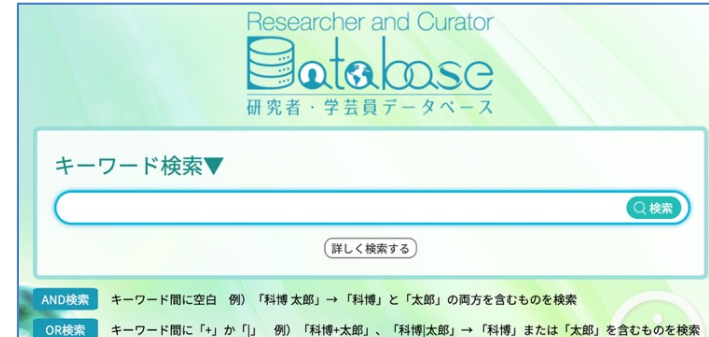 Researcher and Curator
Database
研究者・学芸員データベース
キーワード検索▼
検索
詳しく検索する
AND検索 キーワード間に空白 例）「科博 太郎」→「科博」と「太郎」の両方を含むものを検索
OR検索 キーワード間に「+」か「|」 例）「科博+太郎」、「科博|太郎」→「科博」または「太郎」を含むものを検索